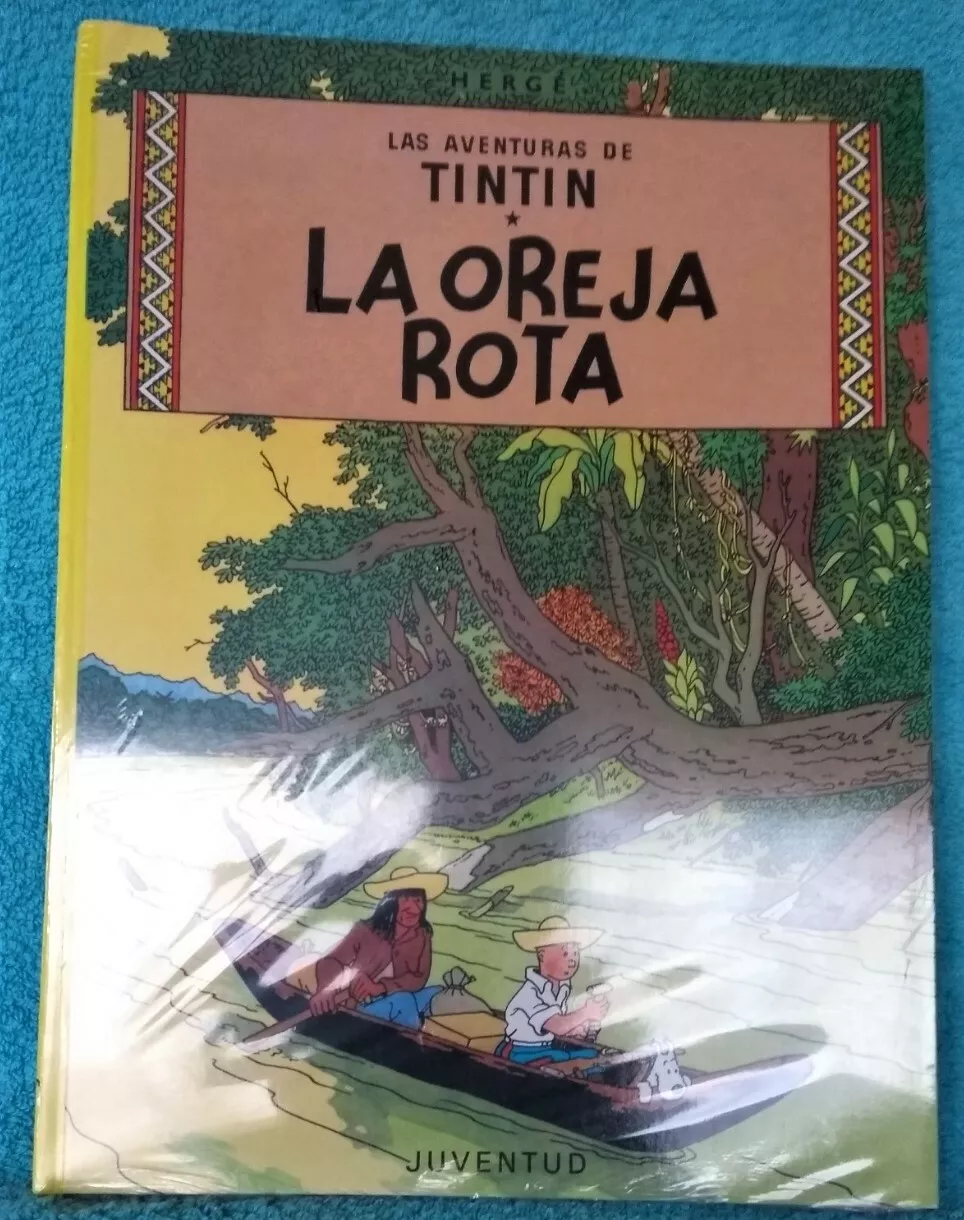 HERGÉ
LAS AVENTURAS DE
TINTIN
LA OREJA
ROTA
JUVENTUD